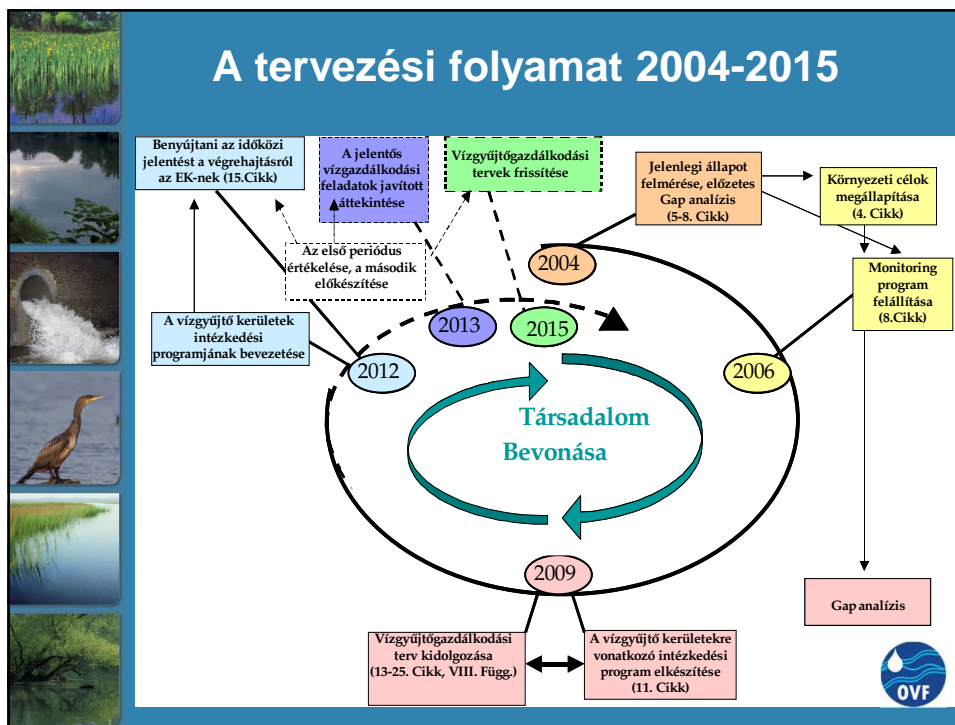 A tervezési folyamat 2004-2015
Benyújtani az időközi
jelentést a végrehajtásról
az EK-nek (15.Cikk)
A jelentős
vízgazdálkodási
feladatok javított
áttekintése
Vízgyűjtőgazdálkodási
tervek frissítése
Jelenlegi állapot
felmérése, előzetes
Gap analízis
(5-8. Cikk)
Környezeti célok
megállapítása
(4. Cikk)
Az első periódus
értékelése, a második
előkészítése
2004
Monitoring
program
felállítása
(8.Cikk)
A vízgyűjtő kerületek
intézkedési
programjának bevezetése
2013
2015
2012
2006
Társadalom
Bevonása
2009
Gap analízis
Vízgyűjtőgazdálkodási
terv kidolgozása
(13-25. Cikk, VIII. Függ.)
A vízgyűjtő kerületekre
vonatkozó intézkedési
program elkészítése
(11. Cikk)
OVF